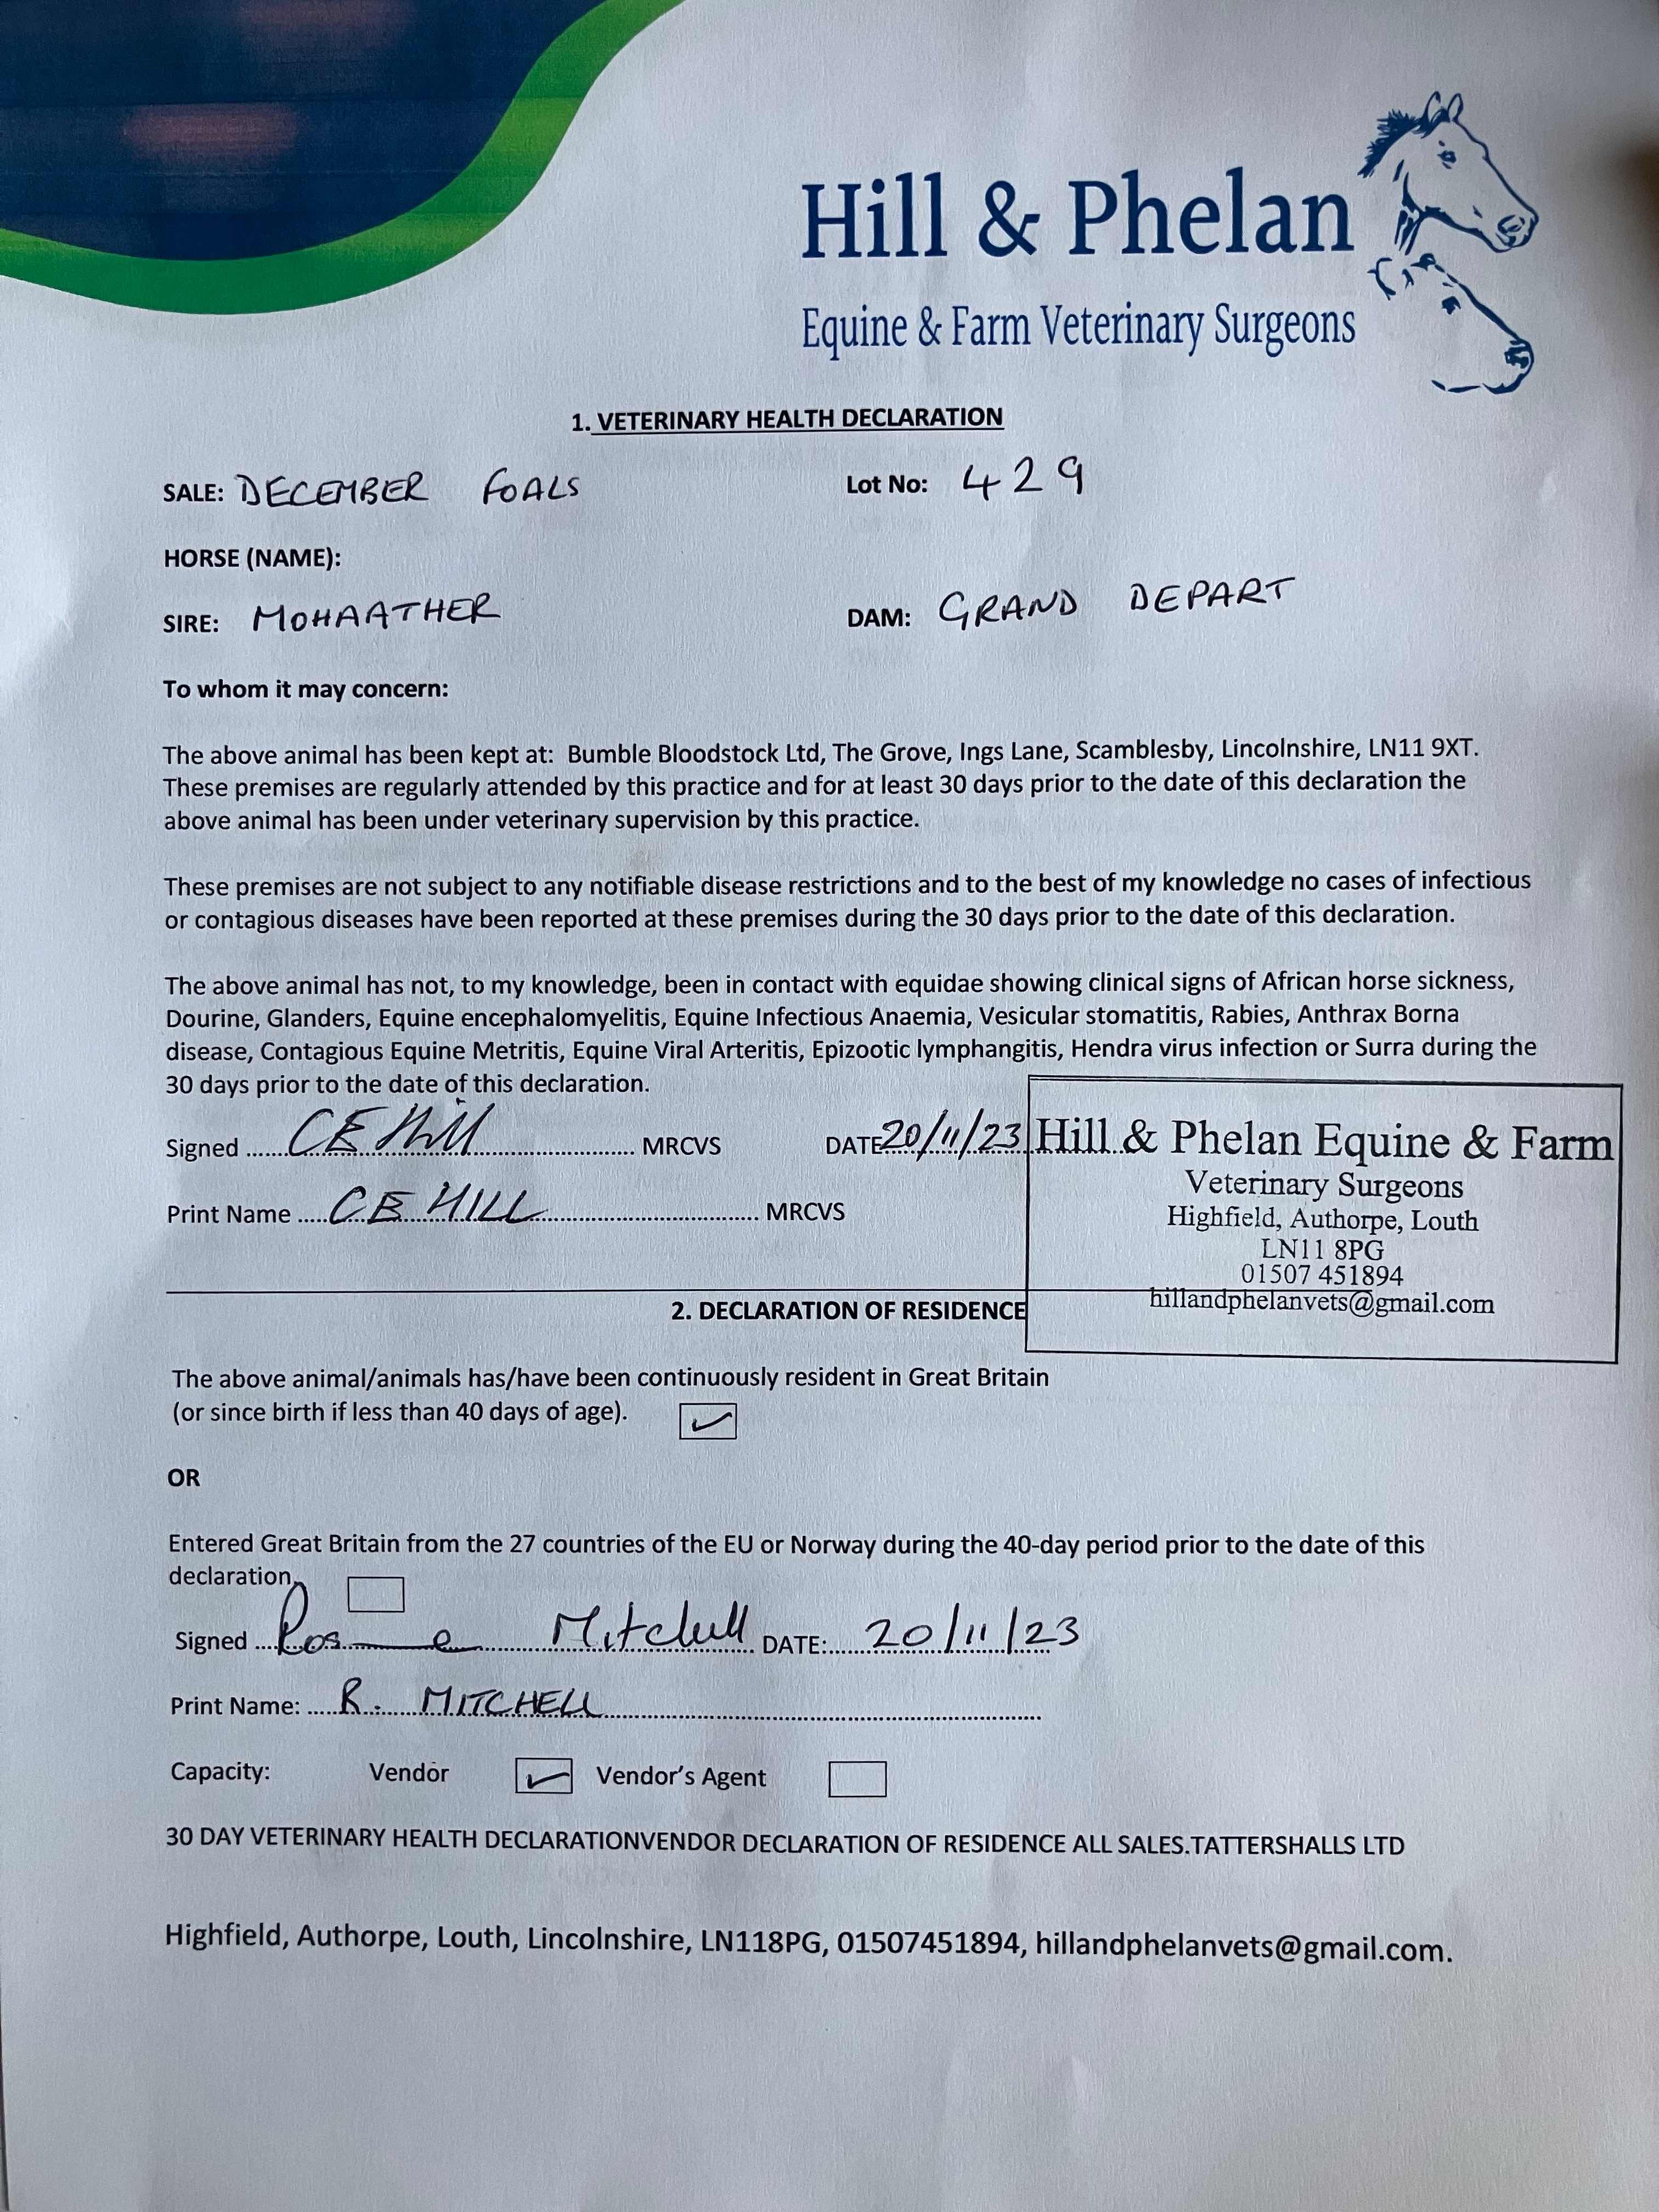 Hill & Phelan
Equine & Farm Veterinary Surgeons
1. VETERINARY HEALTH DECLARATION
SALE: DECEMBER FOALS Lot No: 429
HORSE (NAME):
SIRE: MOHAATHER DAM: GRAND DEPART
To whom it may concern:
The above animal has been kept at: Bumble Bloodstock Ltd, The Grove, Ings Lane, Scamblesby, Lincolnshire, LN11 9XT.
These premises are regularly attended by this practice and for at least 30 days prior to the date of this declaration the
above animal has been under veterinary supervision by this practice.
These premises are not subject to any notifiable disease restrictions and to the best of my knowledge no cases of infectious
or contagious diseases have been reported at these premises during the 30 days prior to the date of this declaration.
The above animal has not, to my knowledge, been in contact with equidae showing clinical signs of African horse sickness,
Dourine, Glanders, Equine encephalomyelitis, Equine Infectious Anaemia, Vesicular stomatitis, Rabies, Anthrax Borna
disease, Contagious Equine Metritis, Equine Viral Arteritis, Epizootic lymphangitis, Hendra virus infection or Surra during the
30 days prior to the date of this declaration.
Signed CE Hill MRCVS DATE 20/11/23
Print Name CE HILL MRCVS
Hill & Phelan Equine & Farm
Veterinary Surgeons
Highfield, Authorpe, Louth
LN11 8PG
01507 451894
hillandphelanvets@gmail.com
2. DECLARATION OF RESIDENCE
The above animal/animals has/have been continuously resident in Great Britain
(or since birth if less than 40 days of age).
OR
Entered Great Britain from the 27 countries of the EU or Norway during the 40-day period prior to the date of this
declaration.
Signed Rose Mitchell DATE: 20/11/23
Print Name: R. MITCHELL
Capacity: Vendor Vendor's Agent
30 DAY VETERINARY HEALTH DECLARATIONVENDOR DECLARATION OF RESIDENCE ALL SALES.TATTERSHALLS LTD
Highfield, Authorpe, Louth, Lincolnshire, LN118PG, 01507451894, hillandphelanvets@gmail.com.